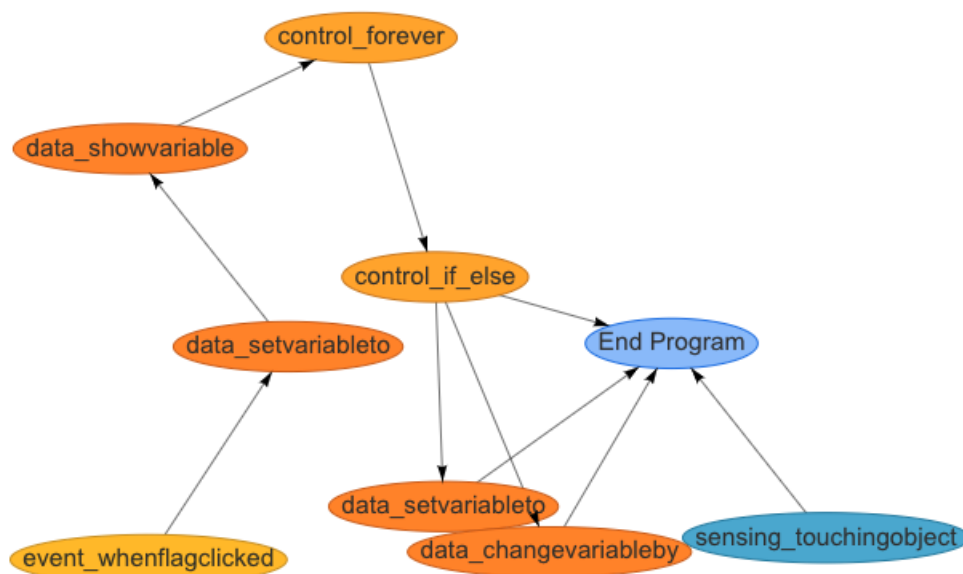 control_forever
data_showvariable
control_if_else
data_setvariableto
End Program
data_setvariableto
data_changevariableby
sensing_touchingobject
event_whenflagclicked